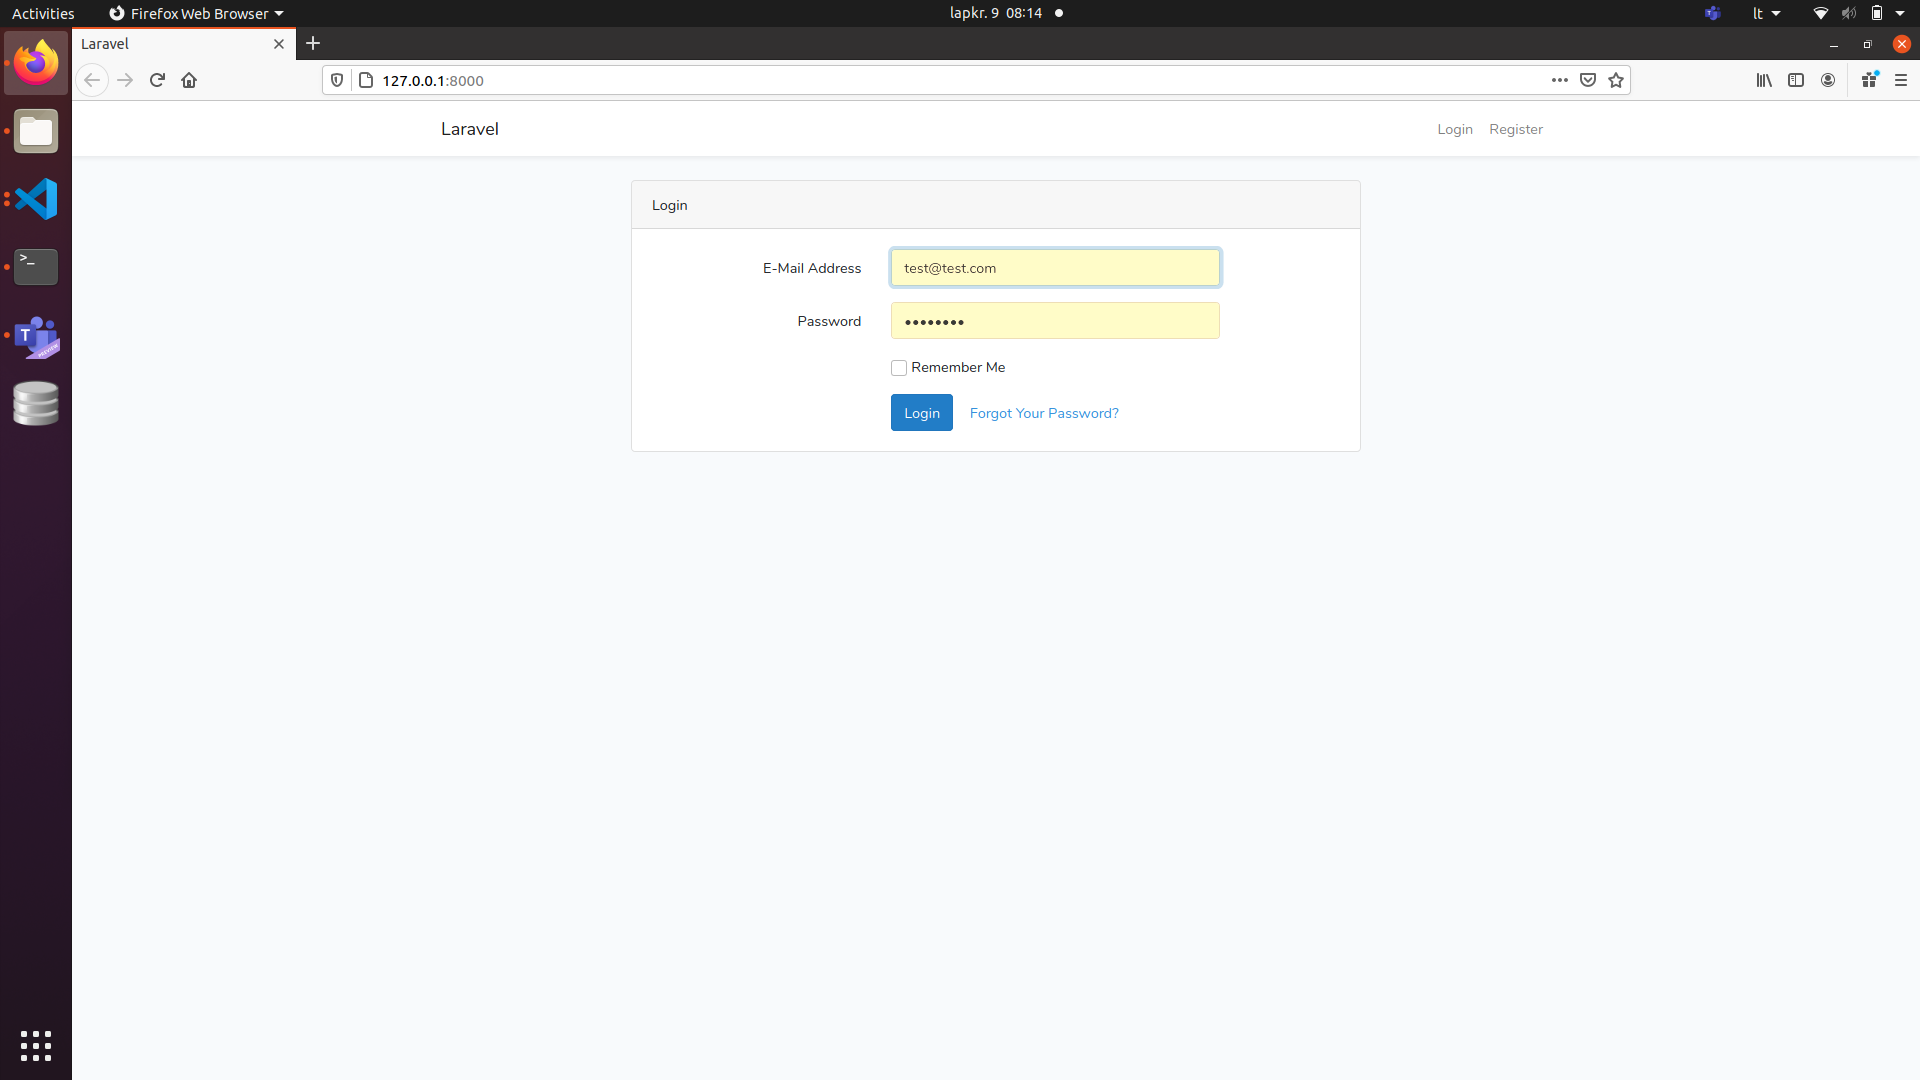 Activities Firefox Web Browser lapkr. 9 08:14 lt
Laravel
127.0.0.1:8000
Laravel Login Register
Login
E-Mail Address test@test.com
Password ••••••••
Remember Me
Login Forgot Your Password?
>_
T
PREVIEW